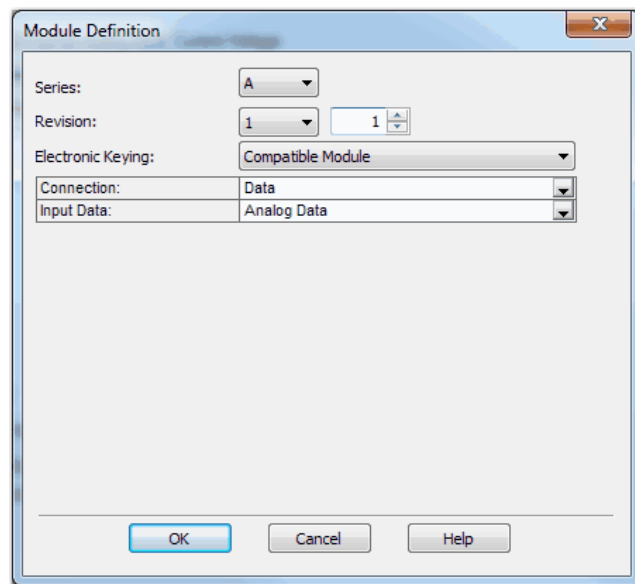 Module Definition
Series: A
Revision: 1 1
Electronic Keying: Compatible Module
Connection: Data
Input Data: Analog Data
OK Cancel Help